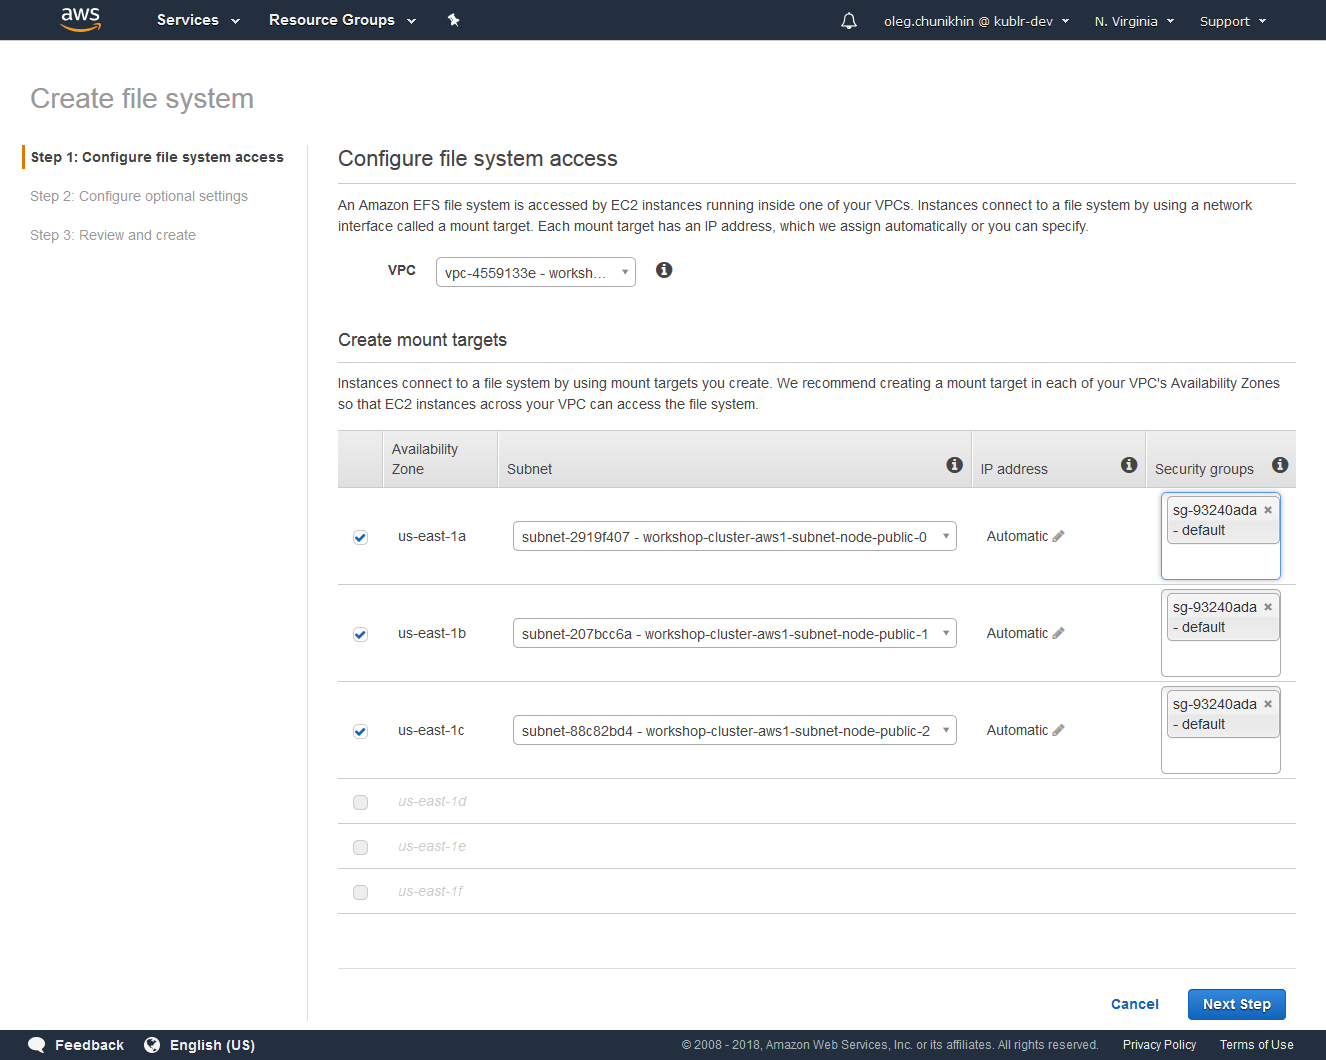 aws
Services
Resource Groups
oleg.chunikhin @ kublr-dev
N. Virginia
Support
Create file system
Step 1: Configure file system access
Step 2: Configure optional settings
Step 3: Review and create
Configure file system access
An Amazon EFS file system is accessed by EC2 instances running inside one of your VPCs. Instances connect to a file system by using a network
interface called a mount target. Each mount target has an IP address, which we assign automatically or you can specify.
VPC
vpc-4559133e - worksh...
Create mount targets
Instances connect to a file system by using mount targets you create. We recommend creating a mount target in each of your VPC's Availability Zones
so that EC2 instances across your VPC can access the file system.
Availability
Zone
Subnet
IP address
Security groups
us-east-1a
subnet-2919f407 - workshop-cluster-aws1-subnet-node-public-0
Automatic
sg-93240ada
- default
us-east-1b
subnet-207bcc6a - workshop-cluster-aws1-subnet-node-public-1
Automatic
sg-93240ada
- default
us-east-1c
subnet-88c82bd4 - workshop-cluster-aws1-subnet-node-public-2
Automatic
sg-93240ada
- default
us-east-1d
us-east-1e
us-east-1f
Cancel
Next Step
Feedback
English (US)
© 2008 - 2018, Amazon Web Services, Inc. or its affiliates. All rights reserved.
Privacy Policy
Terms of Use